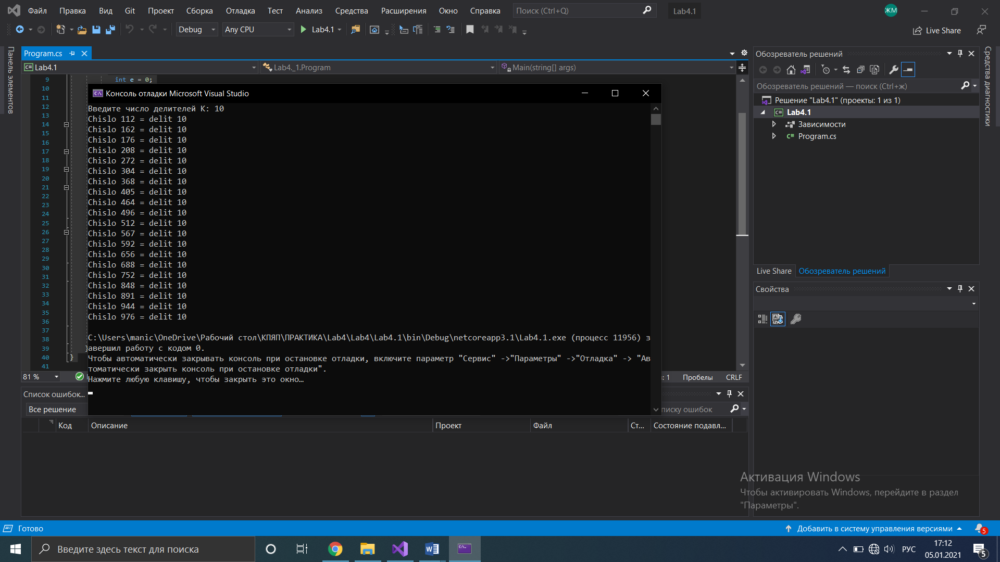 Файл Правка Вид Git Проект Сборка Отладка Тест Анализ Средства Расширения Окно Справка Поиск (Ctrl+Q) Lab4.1 ЖМ
Debug Any CPU Lab4.1 Live Share
Панель элементов
Program.cs
Lab4.1 Lab4._1.Program Main(string[] args)
9 int e = 0;
10
11
12
13
14
15
16
17
18
19
20
21
22
23
24
25
26
27
28
29
30
31
32
33
34
35
36
37
38
39 }
40 }
41
Консоль отладки Microsoft Visual Studio
Введите число делителей K: 10
Chislo 112 = delit 10
Chislo 162 = delit 10
Chislo 176 = delit 10
Chislo 208 = delit 10
Chislo 272 = delit 10
Chislo 304 = delit 10
Chislo 368 = delit 10
Chislo 405 = delit 10
Chislo 464 = delit 10
Chislo 496 = delit 10
Chislo 512 = delit 10
Chislo 567 = delit 10
Chislo 592 = delit 10
Chislo 656 = delit 10
Chislo 688 = delit 10
Chislo 752 = delit 10
Chislo 848 = delit 10
Chislo 891 = delit 10
Chislo 944 = delit 10
Chislo 976 = delit 10
C:\Users\manic\OneDrive\Рабочий стол\КПЯП\ПРАКТИКА\Lab4\Lab4\Lab4.1\bin\Debug\netcoreapp3.1\Lab4.1.exe (процесс 11956) з
авершил работу с кодом 0.
Чтобы автоматически закрывать консоль при остановке отладки, включите параметр "Сервис" ->"Параметры" ->"Отладка" -> "Ав
томатически закрыть консоль при остановке отладки".
Нажмите любую клавишу, чтобы закрыть это окно…
81 % : 1 Пробелы CRLF
Список ошибок...
Все решение писку ошибок
Код Описание Проект Файл Ст... Состояние подавл...
Обозреватель решений
Обозреватель решений — поиск (Ctrl+ж)
Решение "Lab4.1" (проекты: 1 из 1)
Lab4.1
Зависимости
Program.cs
Live Share Обозреватель решений
Свойства
Средства диагностики
Активация Windows
Чтобы активировать Windows, перейдите в раздел
"Параметры".
Готово Добавить в систему управления версиями 5
Введите здесь текст для поиска РУС 17:12
05.01.2021 5